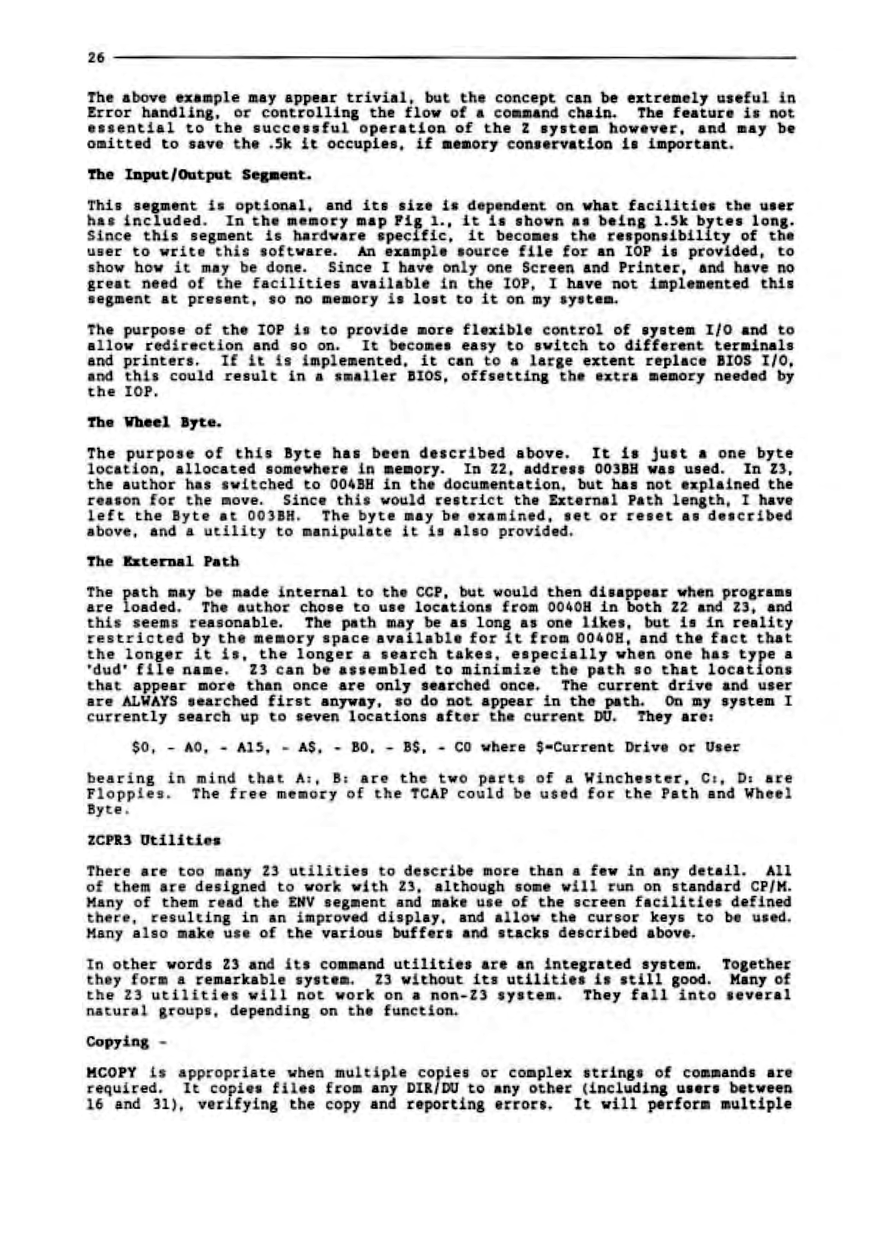 26
The above example may appear trivial, but the concept can be extremely useful in
Error handling, or controlling the flow of a command chain. The feature is not
essential to the successful operation of the Z system however, and may be
omitted to save the .5k it occupies, if memory conservation is important.
The Input/Output Segment.
This segment is optional, and its size is dependent on what facilities the user
has included. In the memory map Fig 1., it is shown as being 1.5k bytes long.
Since this segment is hardware specific, it becomes the responsibility of the
user to write this software. An example source file for an IOP is provided, to
show how it may be done. Since I have only one Screen and Printer, and have no
great need of the facilities available in the IOP, I have not implemented this
segment at present, so no memory is lost to it on my system.
The purpose of the IOP is to provide more flexible control of system I/O and to
allow redirection and so on. It becomes easy to switch to different terminals
and printers. If it is implemented, it can to a large extent replace BIOS I/O,
and this could result in a smaller BIOS, offsetting the extra memory needed by
the IOP.
The Wheel Byte.
The purpose of this Byte has been described above. It is just a one byte
location, allocated somewhere in memory. In Z2, address 003BH was used. In Z3,
the author has switched to 004BH in the documentation, but has not explained the
reason for the move. Since this would restrict the External Path length, I have
left the Byte at 003BH. The byte may be examined, set or reset as described
above, and a utility to manipulate it is also provided.
The External Path
The path may be made internal to the CCP, but would then disappear when programs
are loaded. The author chose to use locations from 0040H in both Z2 and Z3, and
this seems reasonable. The path may be as long as one likes, but is in reality
restricted by the memory space available for it from 0040H, and the fact that
the longer it is, the longer a search takes, especially when one has type a
'dud' file name. Z3 can be assembled to minimize the path so that locations
that appear more than once are only searched once. The current drive and user
are ALWAYS searched first anyway, so do not appear in the path. On my system I
currently search up to seven locations after the current DU. They are:
$0, - A0, - A15, - A$, - B0, - B$, - C0 where $=Current Drive or User
bearing in mind that A:, B: are the two parts of a Winchester, C:, D: are
Floppies. The free memory of the TCAP could be used for the Path and Wheel
Byte.
ZCPR3 Utilities
There are too many Z3 utilities to describe more than a few in any detail. All
of them are designed to work with Z3, although some will run on standard CP/M.
Many of them read the ENV segment and make use of the screen facilities defined
there, resulting in an improved display, and allow the cursor keys to be used.
Many also make use of the various buffers and stacks described above.
In other words Z3 and its command utilities are an integrated system. Together
they form a remarkable system. Z3 without its utilities is still good. Many of
the Z3 utilities will not work on a non-Z3 system. They fall into several
natural groups, depending on the function.
Copying -
MCOPY is appropriate when multiple copies or complex strings of commands are
required. It copies files from any DIR/DU to any other (including users between
16 and 31), verifying the copy and reporting errors. It will perform multiple